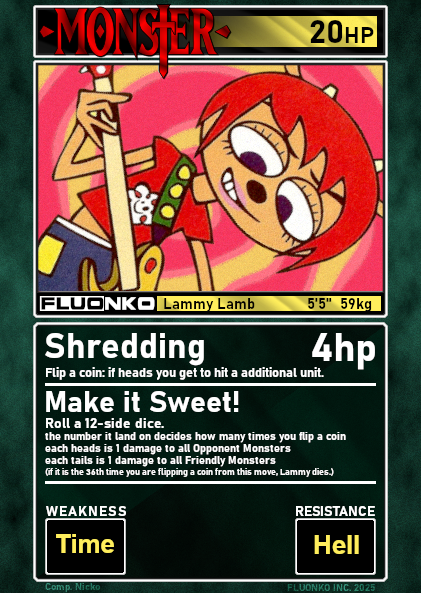 MONSTER
20HP
FLUONKO Lammy Lamb 5'5" 59kg
Shredding 4hp
Flip a coin: if heads you get to hit a additional unit.
Make it Sweet!
Roll a 12-side dice.
the number it land on decides how many times you flip a coin
each heads is 1 damage to all Opponent Monsters
each tails is 1 damage to all Friendly Monsters
(if it is the 36th time you are flipping a coin from this move, Lammy dies.)
WEAKNESS RESISTANCE
Time Hell
Comp. Nicko FLUONKO INC. 2025